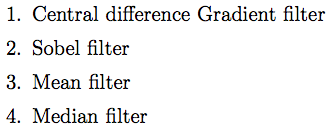 1. Central difference Gradient filter
2. Sobel filter
3. Mean filter
4. Median filter